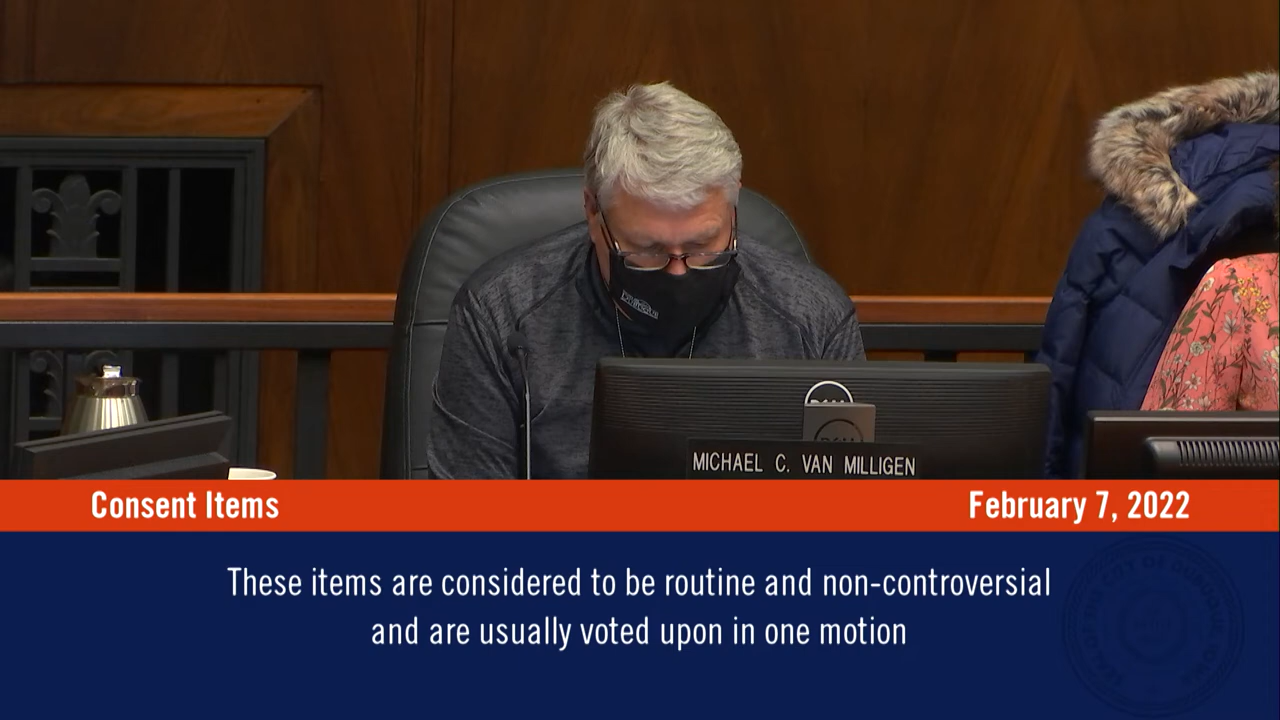 MICHAEL C. VAN MILLIGEN
Consent Items
February 7, 2022
These items are considered to be routine and non-controversial
and are usually voted upon in one motion